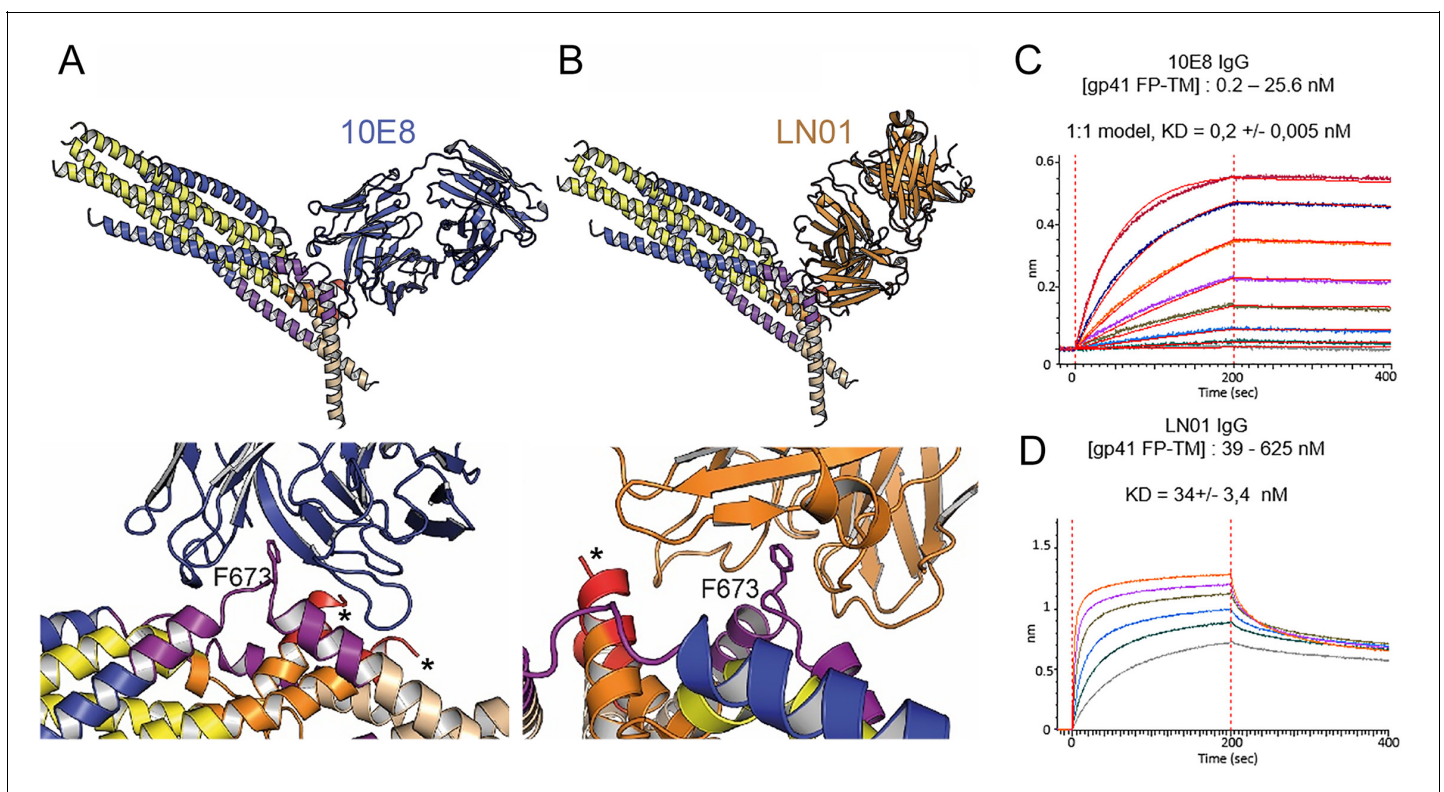 A
10E8
F673
*
*
B
LN01
*
F673
C
10E8 IgG
[gp41 FP-TM] : 0.2 – 25.6 nM
1:1 model, KD = 0,2 +/- 0,005 nM
0.6
0.4
nm
0.2
0
0
200
400
Time (sec)
D
LN01 IgG
[gp41 FP-TM] : 39 - 625 nM
KD = 34+/- 3,4 nM
1.5
1
nm
0.5
0
0
200
400
Time (sec)